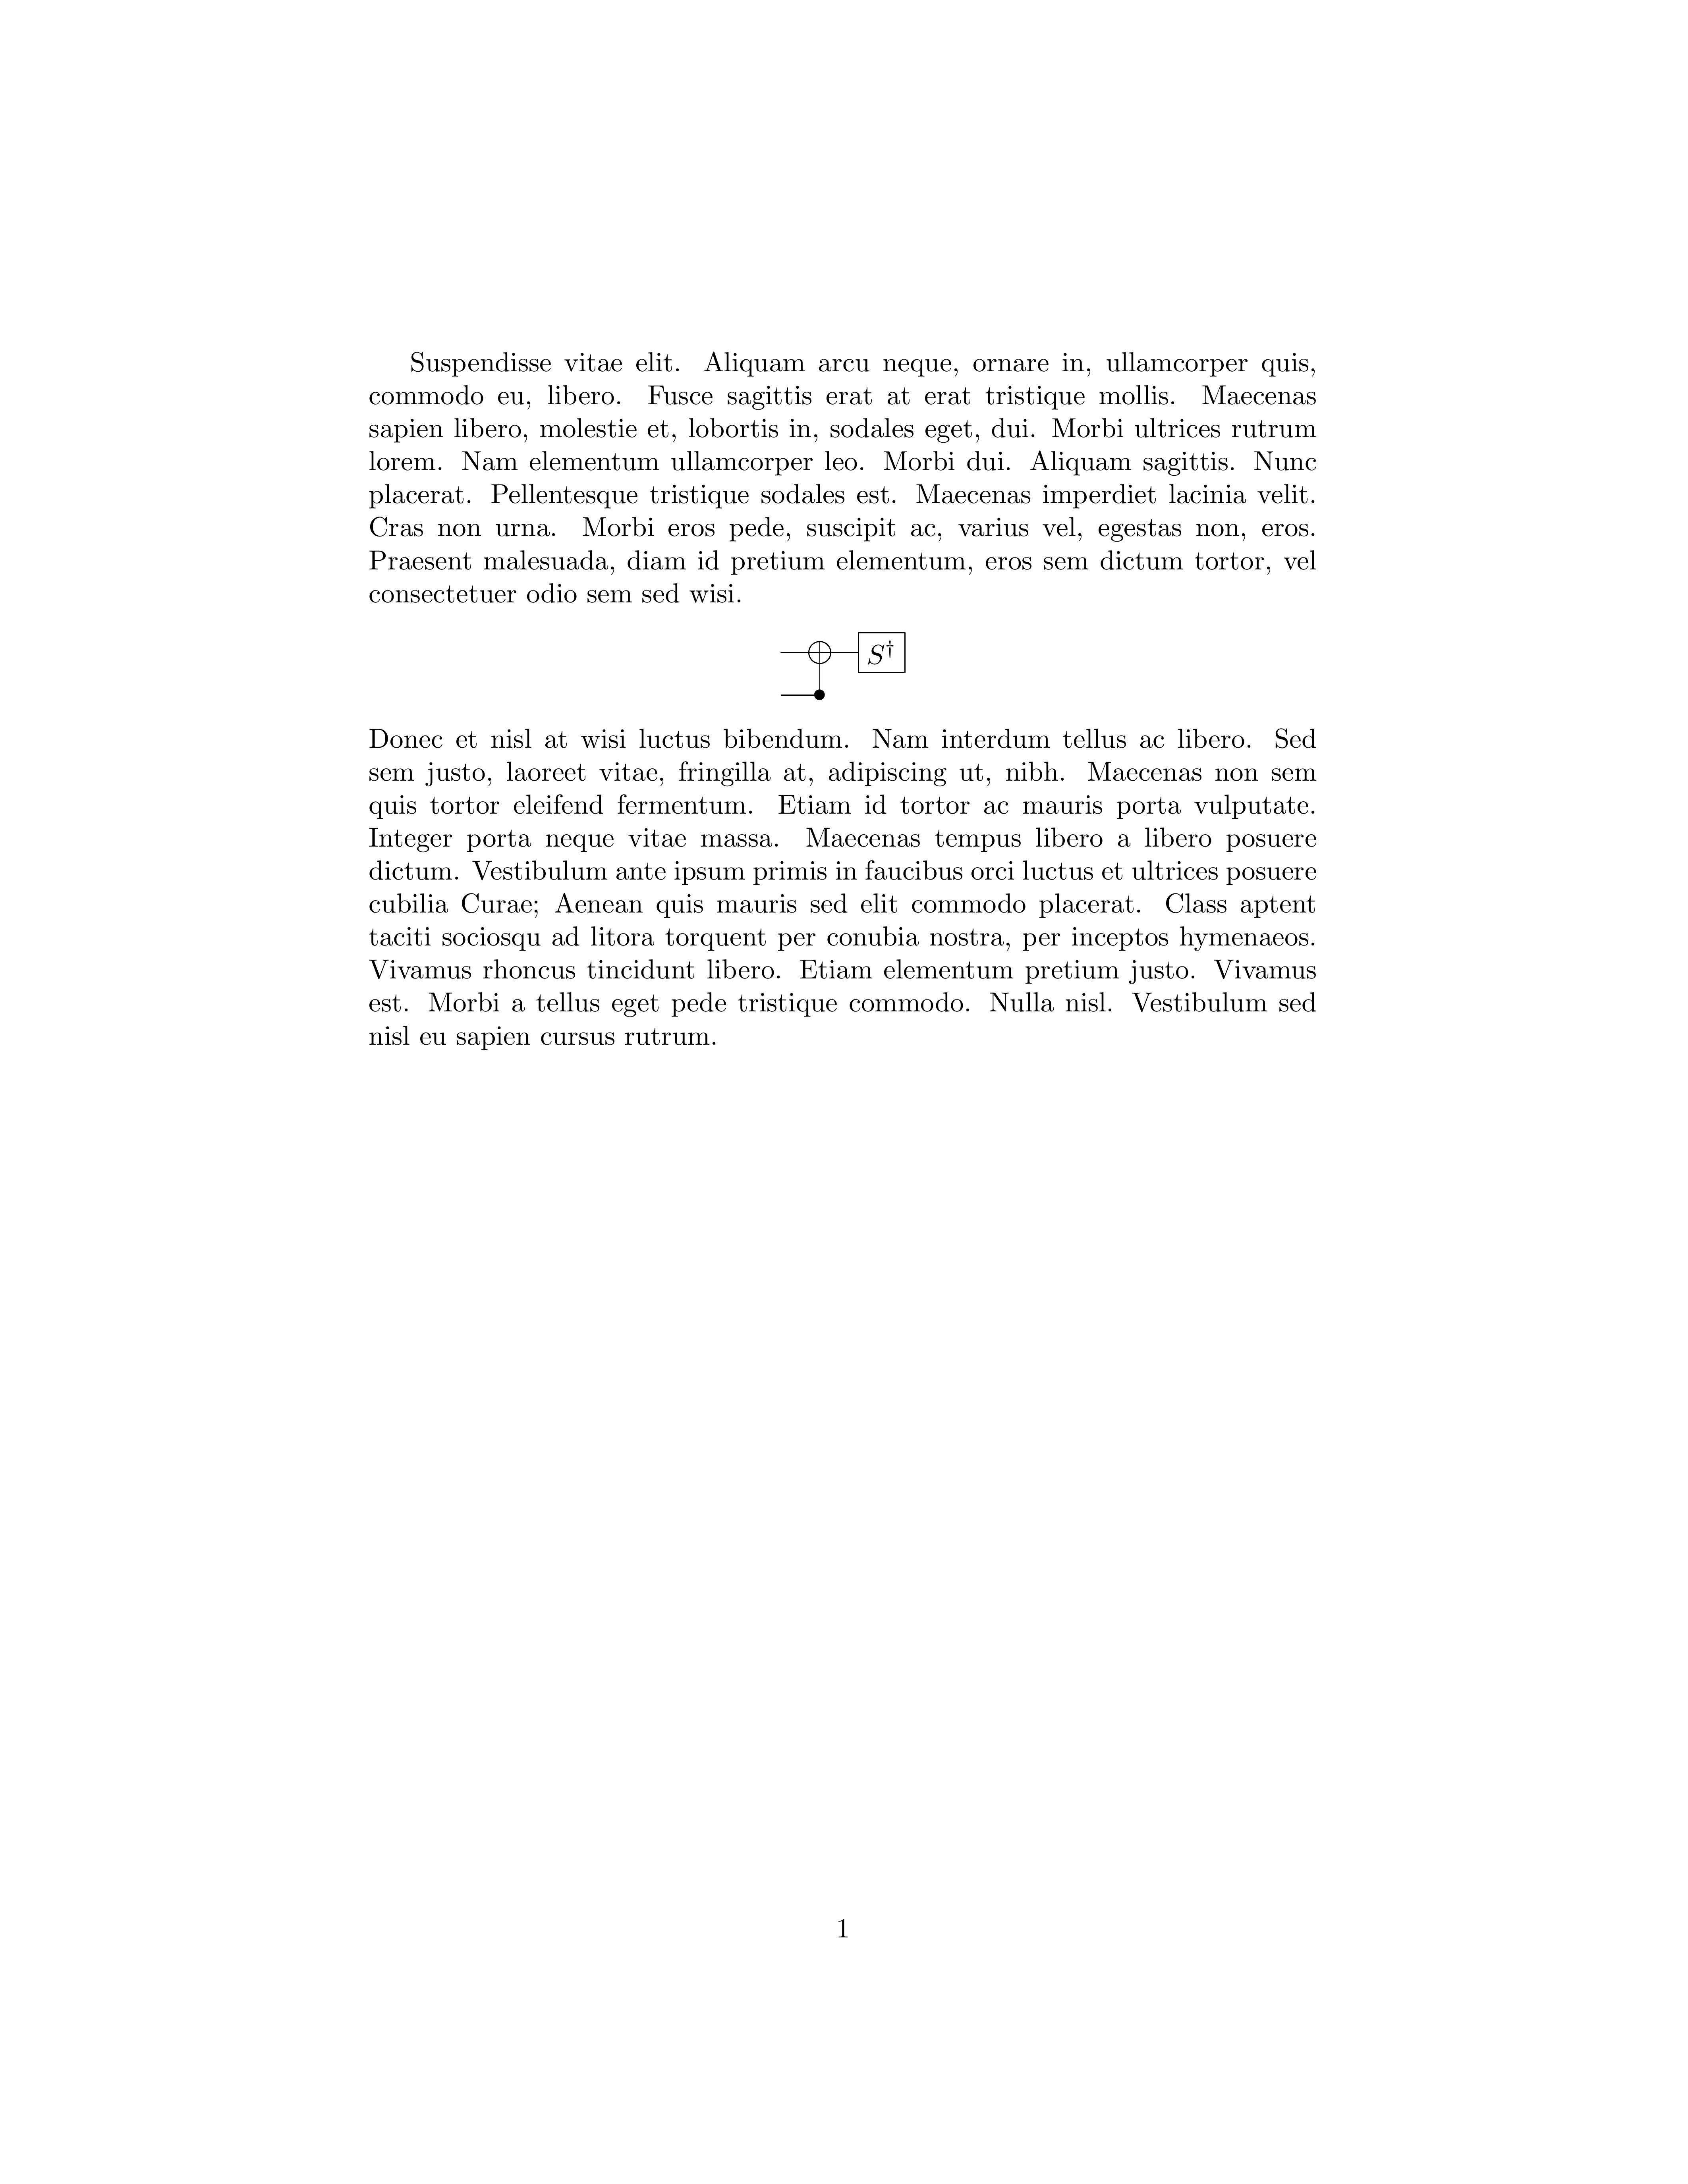 Suspendisse vitae elit. Aliquam arcu neque, ornare in, ullamcorper quis,
commodo eu, libero. Fusce sagittis erat at erat tristique mollis. Maecenas
sapien libero, molestie et, lobortis in, sodales eget, dui. Morbi ultrices rutrum
lorem. Nam elementum ullamcorper leo. Morbi dui. Aliquam sagittis. Nunc
placerat. Pellentesque tristique sodales est. Maecenas imperdiet lacinia velit.
Cras non urna. Morbi eros pede, suscipit ac, varius vel, egestas non, eros.
Praesent malesuada, diam id pretium elementum, eros sem dictum tortor, vel
consectetuer odio sem sed wisi.
S†
Donec et nisl at wisi luctus bibendum. Nam interdum tellus ac libero. Sed
sem justo, laoreet vitae, fringilla at, adipiscing ut, nibh. Maecenas non sem
quis tortor eleifend fermentum. Etiam id tortor ac mauris porta vulputate.
Integer porta neque vitae massa. Maecenas tempus libero a libero posuere
dictum. Vestibulum ante ipsum primis in faucibus orci luctus et ultrices posuere
cubilia Curae; Aenean quis mauris sed elit commodo placerat. Class aptent
taciti sociosqu ad litora torquent per conubia nostra, per inceptos hymenaeos.
Vivamus rhoncus tincidunt libero. Etiam elementum pretium justo. Vivamus
est. Morbi a tellus eget pede tristique commodo. Nulla nisl. Vestibulum sed
nisl eu sapien cursus rutrum.
1